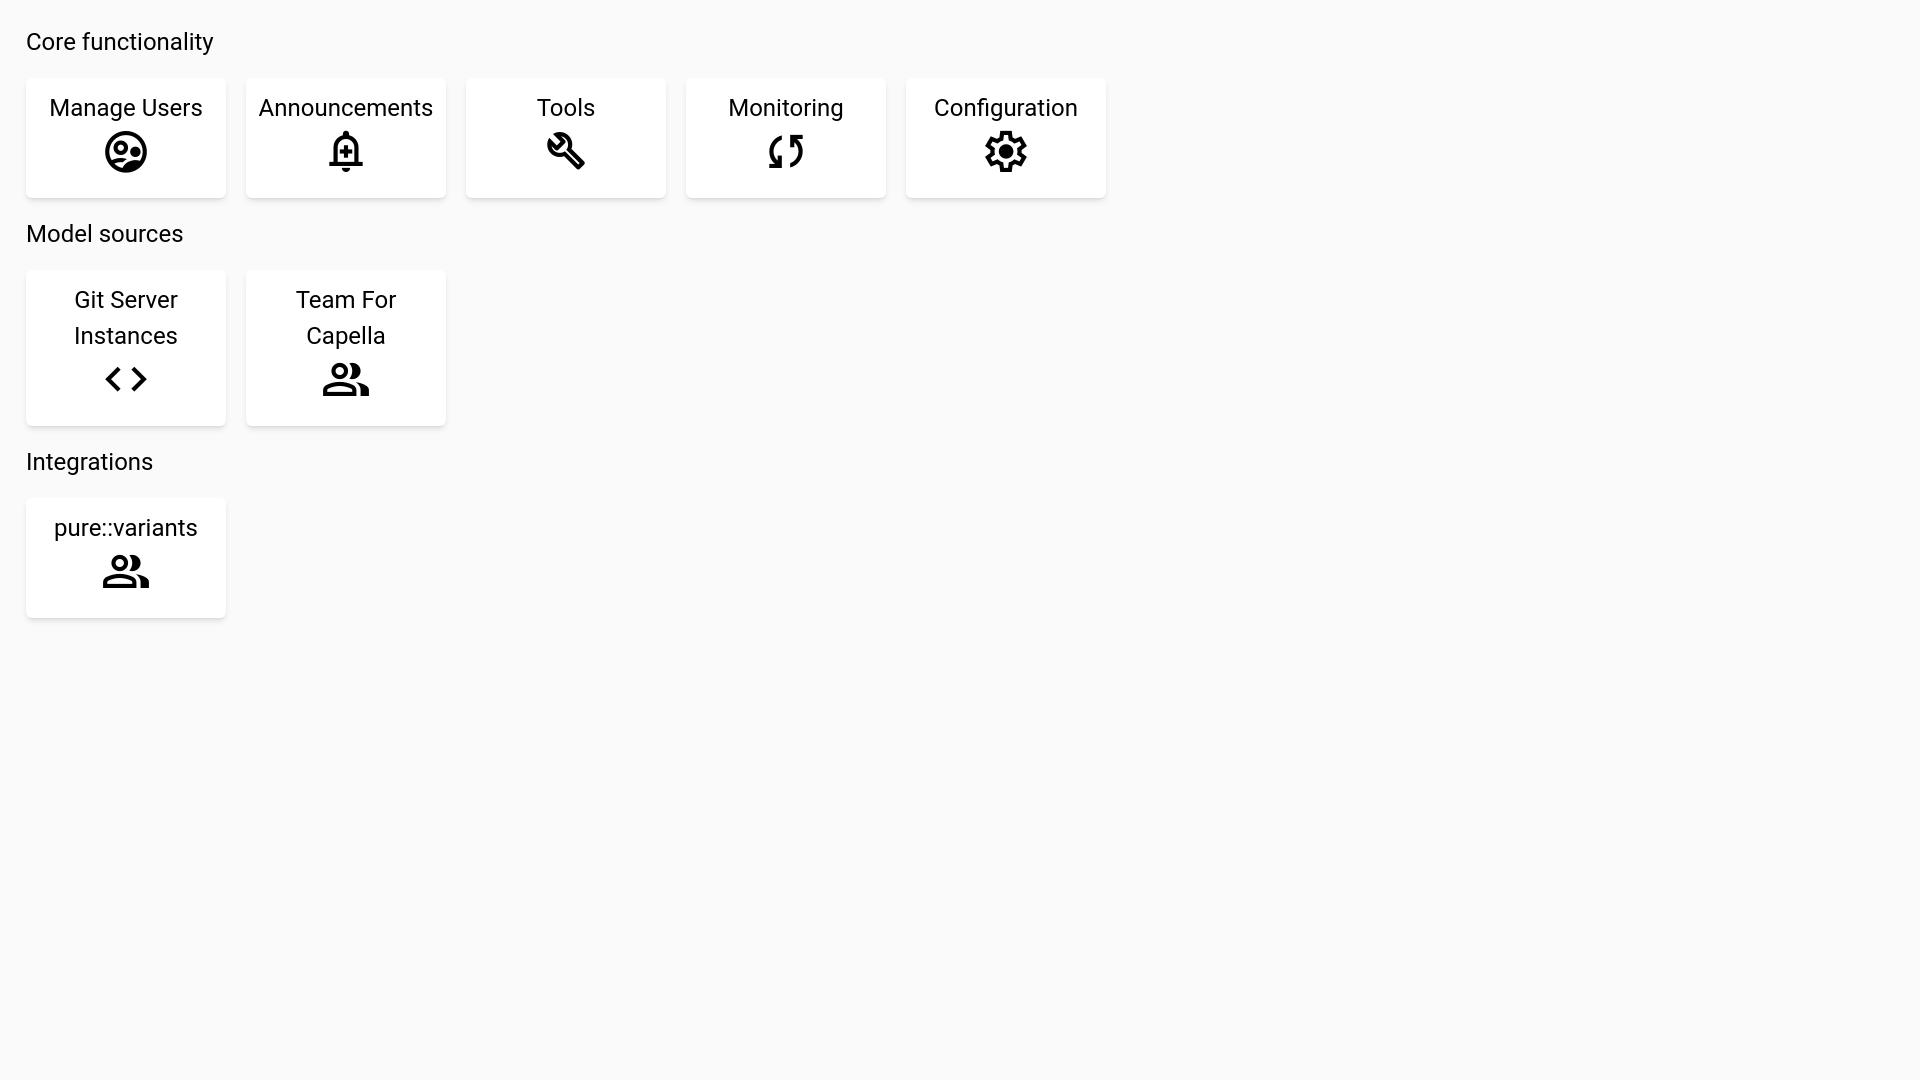 Core functionality
Manage Users
Announcements
Tools
Monitoring
Configuration
Model sources
Git Server
Instances
Team For
Capella
Integrations
pure::variants